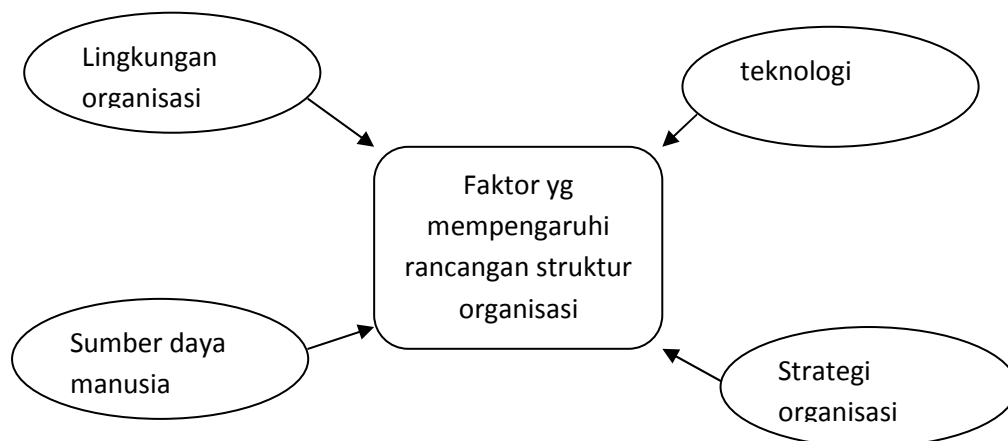 Lingkungan
organisasi
teknologi
Faktor yg
mempengaruhi
rancangan struktur
organisasi
Sumber daya
manusia
Strategi
organisasi